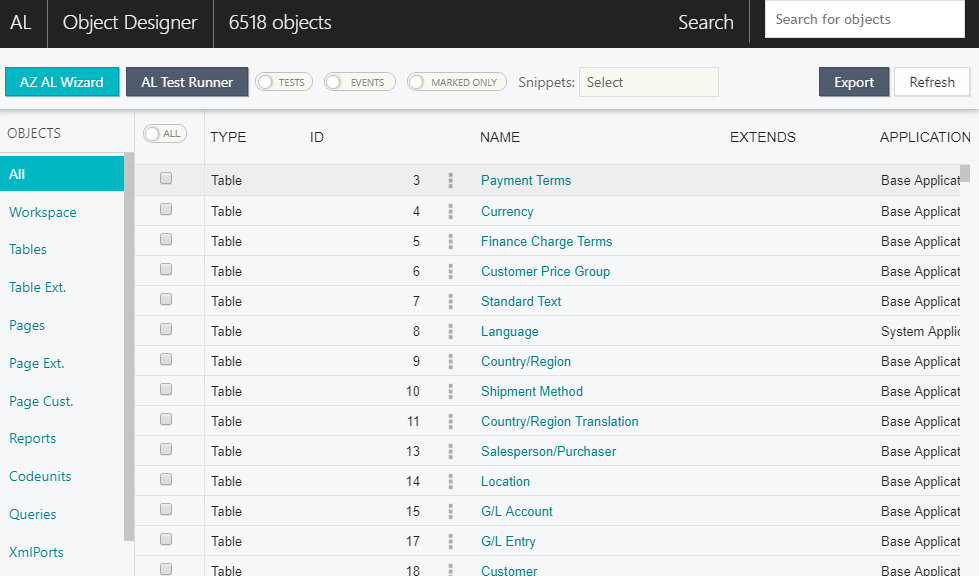 AL Object Designer 6518 objects Search Search for objects
AZ AL Wizard AL Test Runner TESTS EVENTS MARKED ONLY Snippets: Select Export Refresh
OBJECTS ALL TYPE ID NAME EXTENDS APPLICATION
All
Workspace
Tables
Table Ext.
Pages
Page Ext.
Page Cust.
Reports
Codeunits
Queries
XmlPorts
Table 3 Payment Terms Base Applicat
Table 4 Currency Base Applicat
Table 5 Finance Charge Terms Base Applicat
Table 6 Customer Price Group Base Applicat
Table 7 Standard Text Base Applicat
Table 8 Language System Applic
Table 9 Country/Region Base Applicat
Table 10 Shipment Method Base Applicat
Table 11 Country/Region Translation Base Applicat
Table 13 Salesperson/Purchaser Base Applicat
Table 14 Location Base Applicat
Table 15 G/L Account Base Applicat
Table 17 G/L Entry Base Applicat
Table 18 Customer Base Applicat